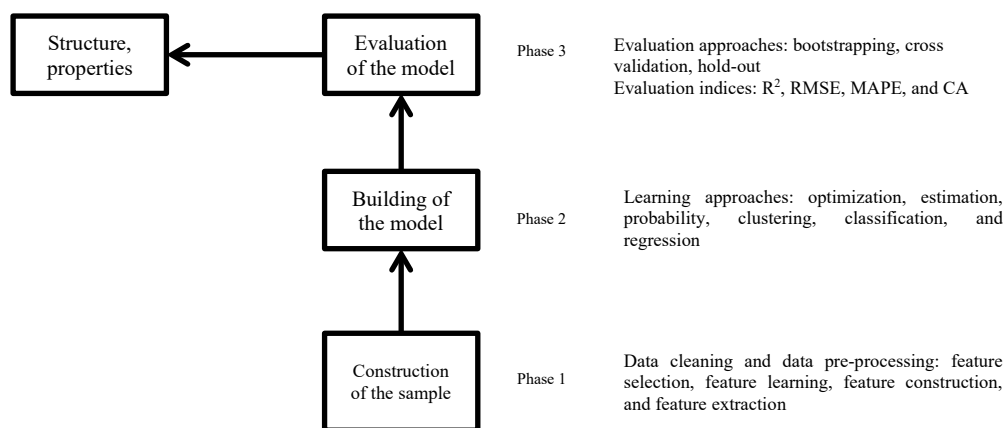 Structure,
properties
Evaluation
of the model
Phase 3
Evaluation approaches: bootstrapping, cross
validation, hold-out
Evaluation indices: R², RMSE, MAPE, and CA
Building of
the model
Phase 2
Learning approaches: optimization, estimation,
probability, clustering, classification, and
regression
Construction
of the sample
Phase 1
Data cleaning and data pre-processing: feature
selection, feature learning, feature construction,
and feature extraction